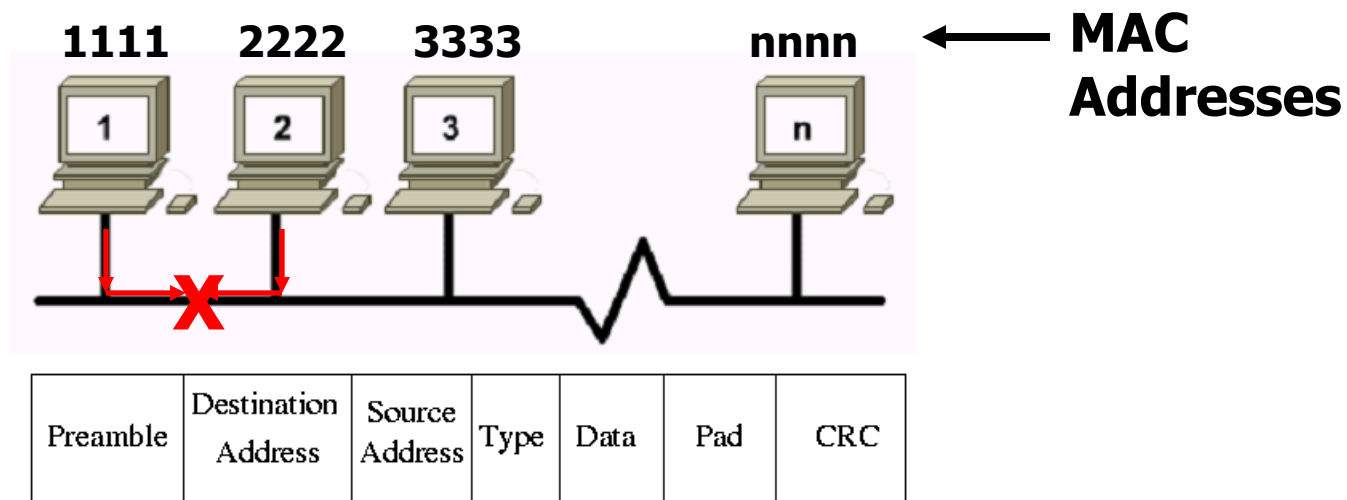 1111 2222 3333 nnnn MAC
Addresses
1 2 3 n
X
Preamble Destination Address Source Address Type Data Pad CRC